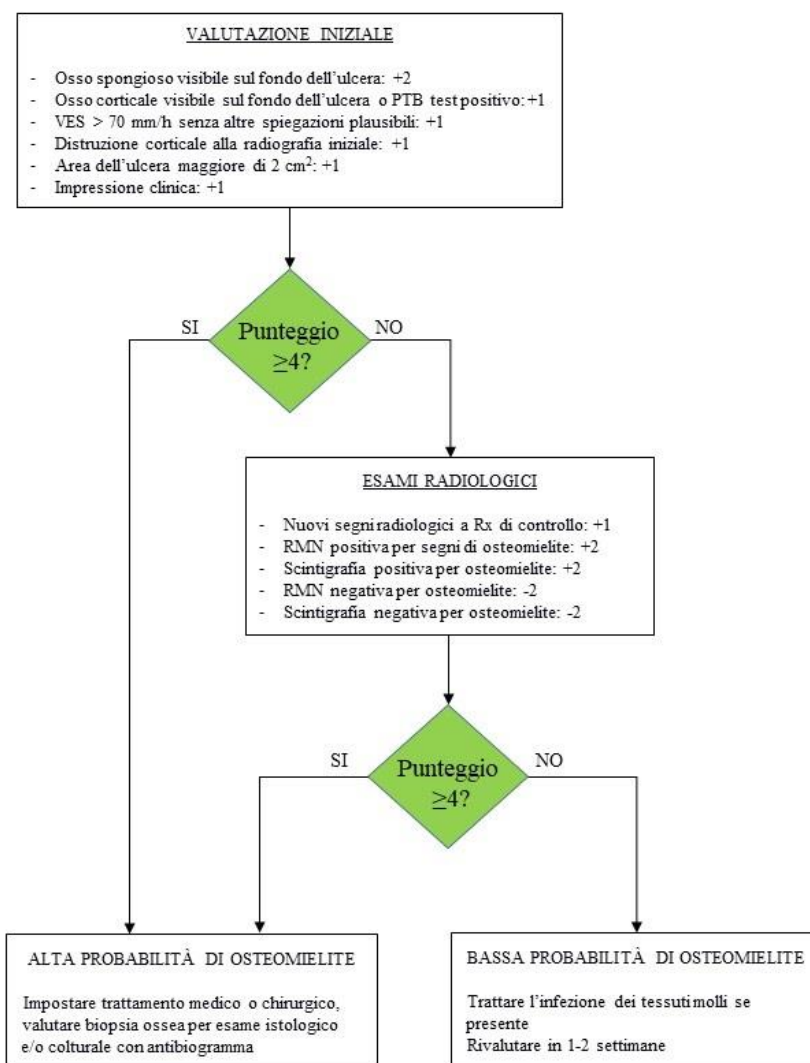 VALUTAZIONE INIZIALE
- Osso spongioso visibile sul fondo dell'ulcera: +2
- Osso corticale visibile sul fondo dell'ulcera o PTB test positivo: +1
- VES > 70 mm/h senza altre spiegazioni plausibili: +1
- Distruzione corticale alla radiografia iniziale: +1
- Area dell'ulcera maggiore di 2 cm²: +1
- Impressione clinica: +1
SI
Punteggio
≥4?
NO
ESAMI RADIOLOGICI
- Nuovi segni radiologici a Rx di controllo: +1
- RMN positiva per segni di osteomielite: +2
- Scintigrafia positiva per osteomielite: +2
- RMN negativa per osteomielite: -2
- Scintigrafia negativa per osteomielite: -2
SI
Punteggio
≥4?
NO
ALTA PROBABILITÀ DI OSTEOMIELITE
Impostare trattamento medico o chirurgico,
valutare biopsia ossea per esame istologico
e/o colturale con antibiogramma
BASSA PROBABILITÀ DI OSTEOMIELITE
Trattare l'infezione dei tessuti molli se
presente
Rivalutare in 1-2 settimane